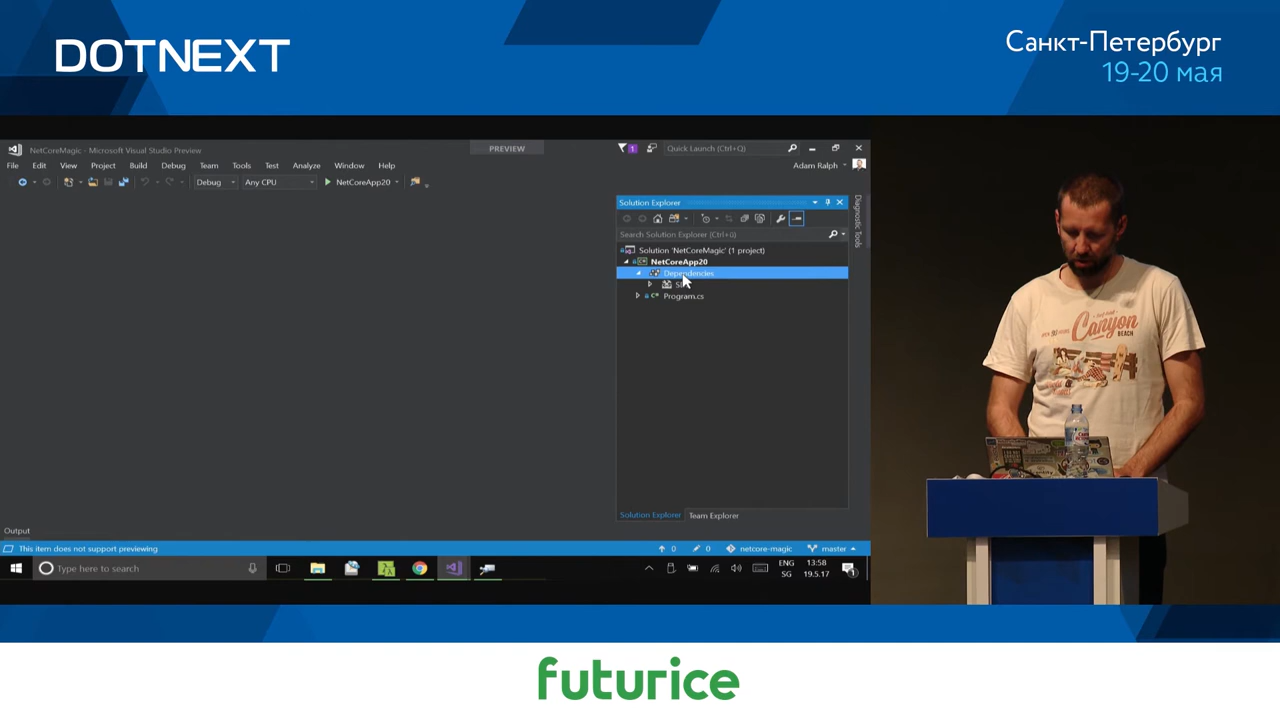 DOTNEXT
Санкт-Петербург
19-20 мая
NetCoreMagic - Microsoft Visual Studio Preview
PREVIEW
1
Quick Launch (Ctrl+Q)
File Edit View Project Build Debug Team Tools Test Analyze Window Help
Adam Ralph
Debug Any CPU NetCoreApp20
Solution Explorer
Diagnostic Tools
Search Solution Explorer (Ctrl+ü)
Solution 'NetCoreMagic' (1 project)
NetCoreApp20
Dependencies
Program.cs
Canyon
BEACH
Output
Solution Explorer Team Explorer
This item does not support previewing
0 0 netcore-magic master
Type here to search
ENG
SG
13:58
19.5.17
1
futurice